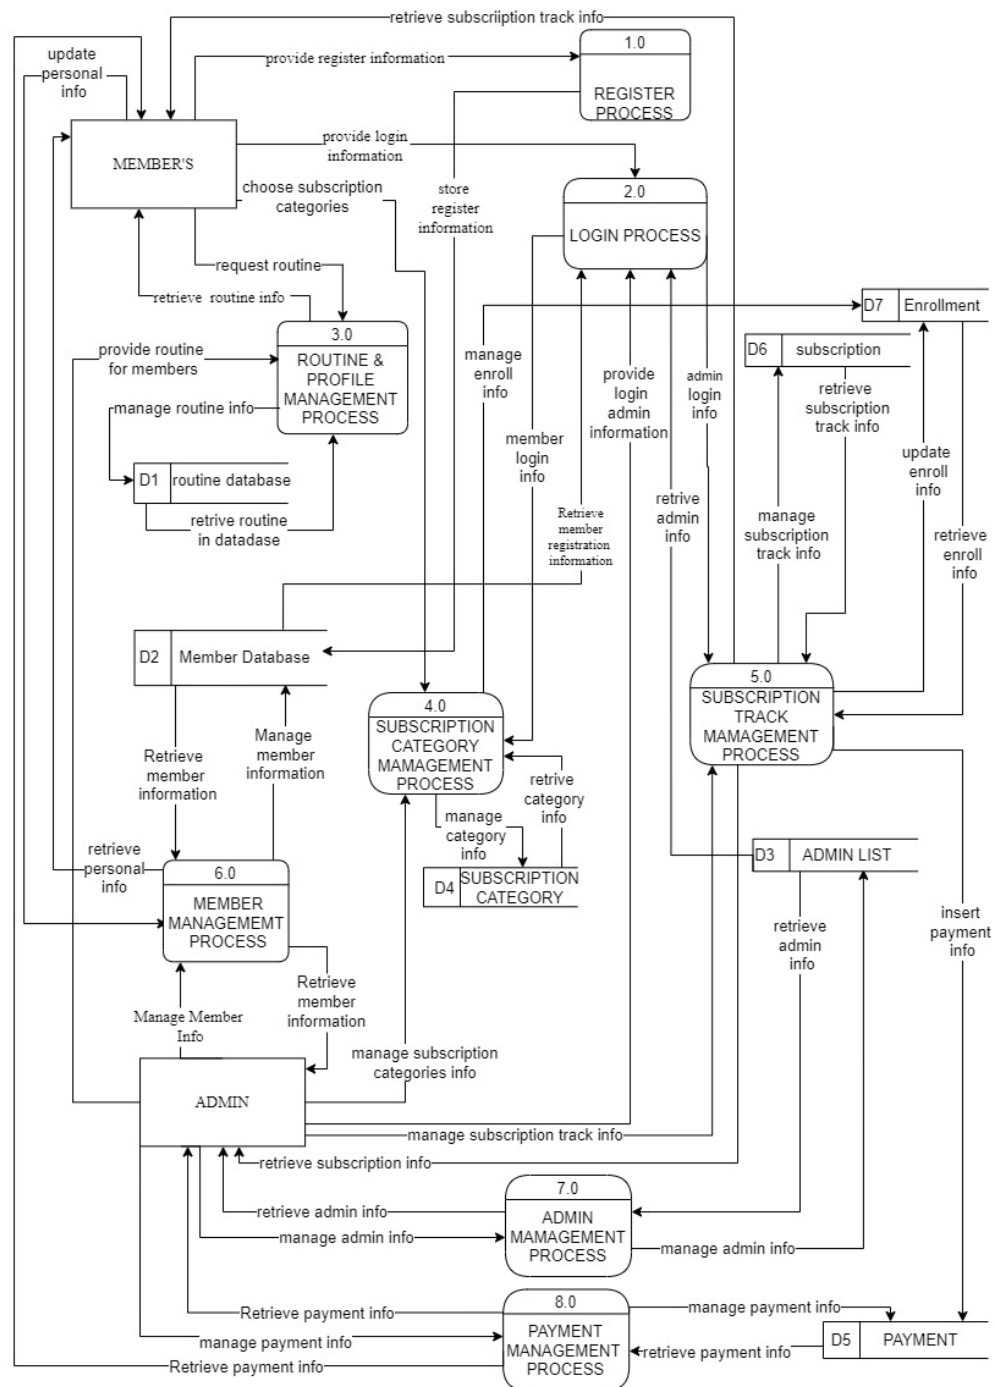 retrieve subscriiption track info
update
personal
info
provide register information
1.0
REGISTER
PROCESS
MEMBER'S
provide login
information
choose subscription
categories
store
register
information
2.0
LOGIN PROCESS
request routine
retrieve routine info
D7 Enrollment
3.0
ROUTINE &
PROFILE
MANAGEMENT
PROCESS
provide routine
for members
manage
enroll
info
provide
login
admin
information
admin
login
info
D6 subscription
retrieve
subscription
track info
manage routine info
member
login
info
update
enroll
info
D1 routine database
retrive routine
in datadase
Retrieve
member
registration
information
retrive
admin
info
manage
subscription
track info
retrieve
enroll
info
D2 Member Database
4.0
SUBSCRIPTION
CATEGORY
MAMAGEMENT
PROCESS
5.0
SUBSCRIPTION
TRACK
MAMAGEMENT
PROCESS
Retrieve
member
information
Manage
member
information
retrive
category
info
manage
category
info
retrieve
personal
info
6.0
MEMBER
MANAGEMEMT
PROCESS
D4 SUBSCRIPTION
CATEGORY
D3 ADMIN LIST
retrieve
admin
info
insert
payment
info
Retrieve
member
information
Manage Member
Info
manage subscription
categories info
ADMIN
manage subscription track info
retrieve subscription info
7.0
ADMIN
MAMAGEMENT
PROCESS
retrieve admin info
manage admin info
manage admin info
8.0
PAYMENT
MANAGEMENT
PROCESS
Retrieve payment info
manage payment info
manage payment info
Retrieve payment info
retrieve payment info
D5 PAYMENT